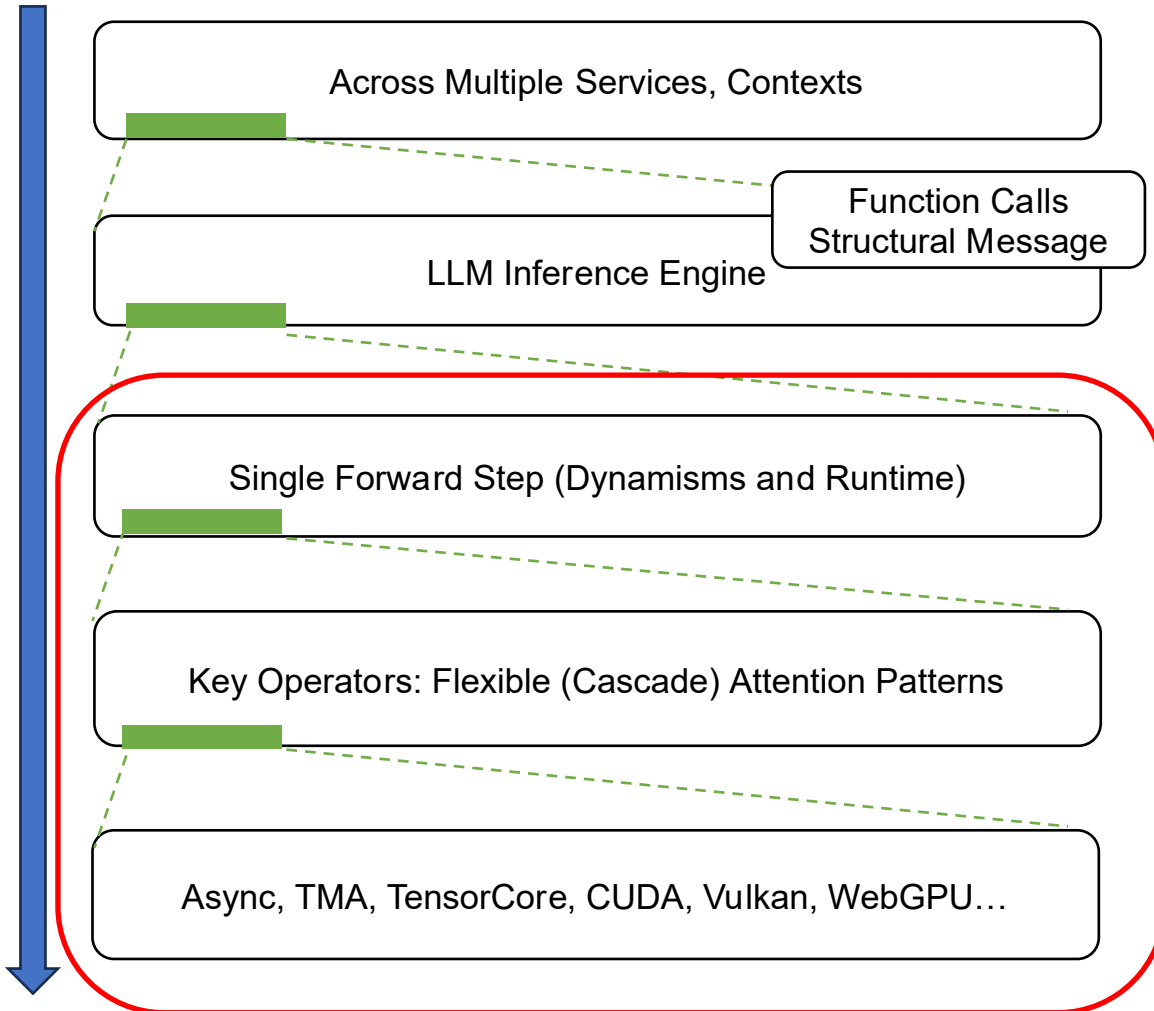 Across Multiple Services, Contexts
Function Calls
Structural Message
LLM Inference Engine
Single Forward Step (Dynamisms and Runtime)
Key Operators: Flexible (Cascade) Attention Patterns
Async, TMA, TensorCore, CUDA, Vulkan, WebGPU…